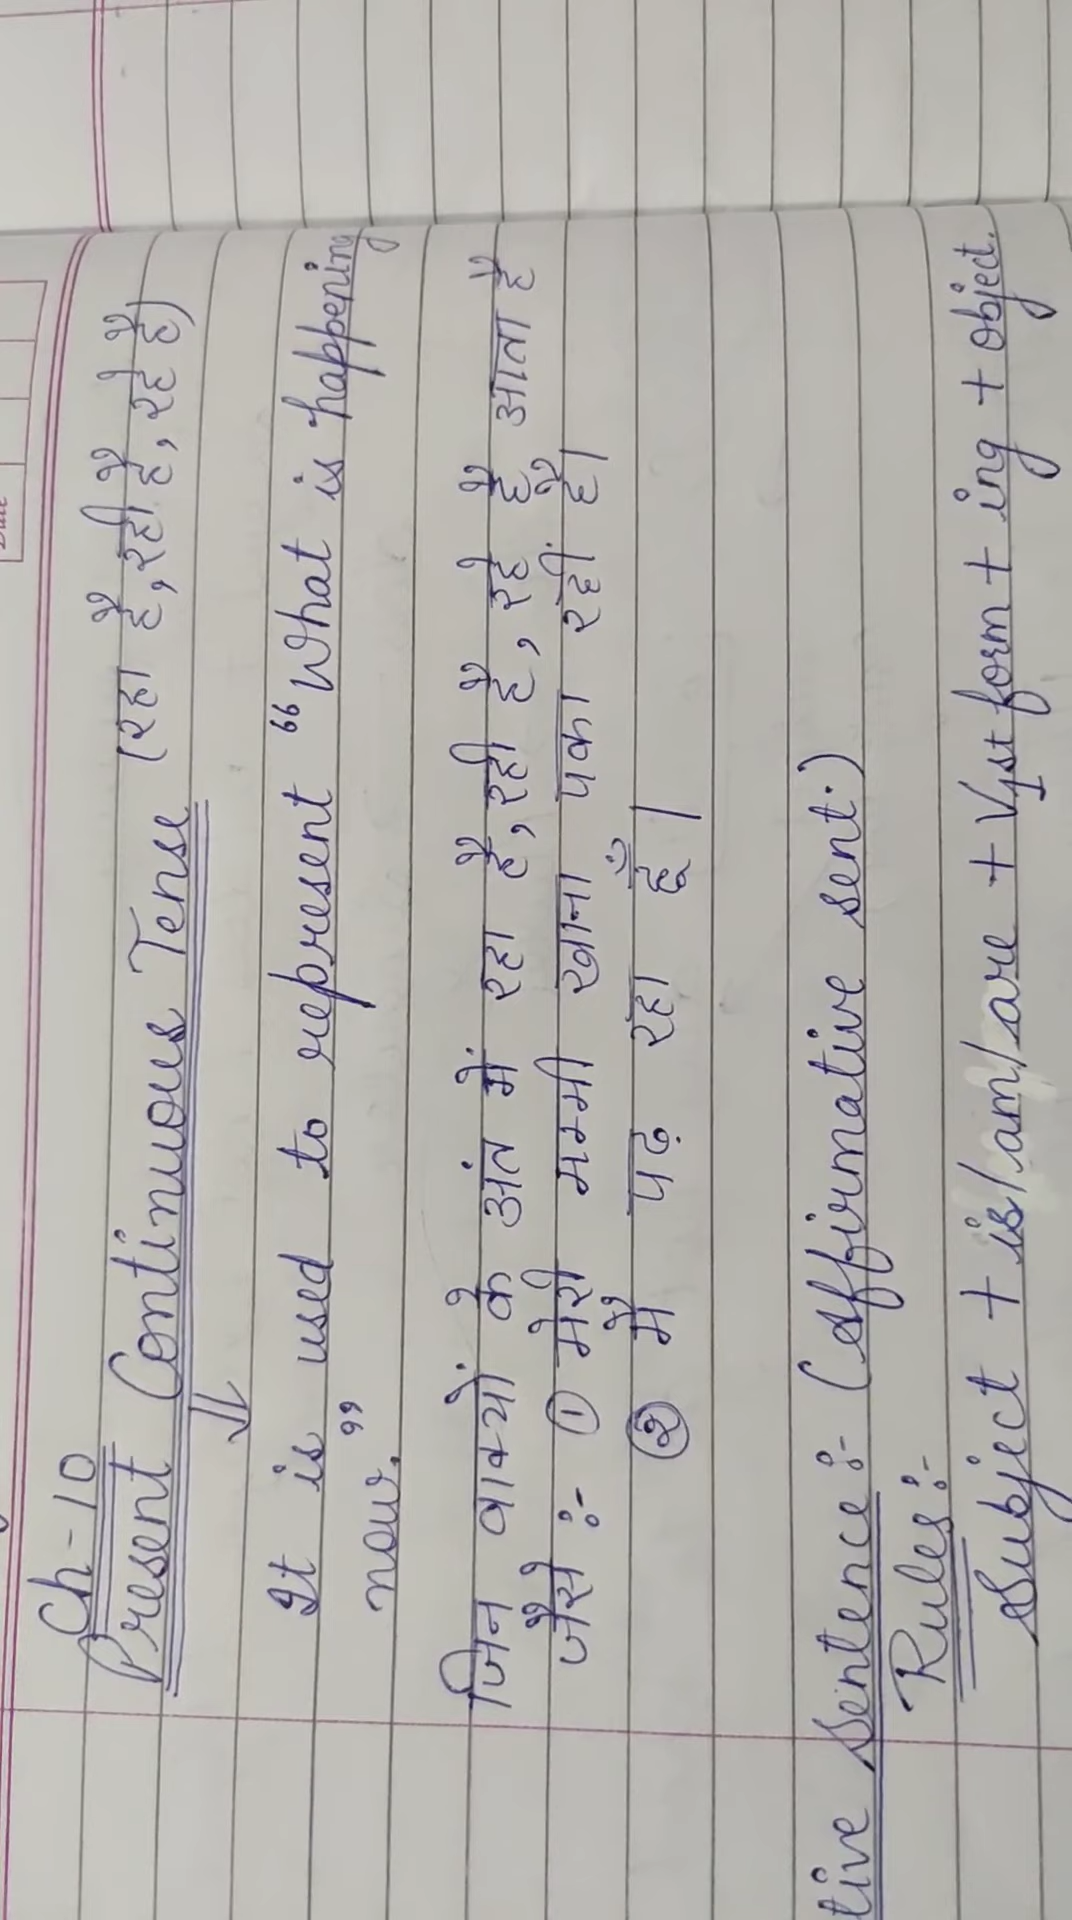 Ch-10
Present Continuous Tense (रहा है, रही है, रहे है)
It is used to represent "What is happening
now."
जिन वाक्यों के अंत में रहा है, रही है, रहे है आता है
जैसे :- ① मेरी मम्मी खाना पका रहीं है।
② मैं पढ़ रहा हूँ।
tive Sentence :- (Affirmative sent.)
Rules :-
Subject + is/am/are + V1st form + ing + object.